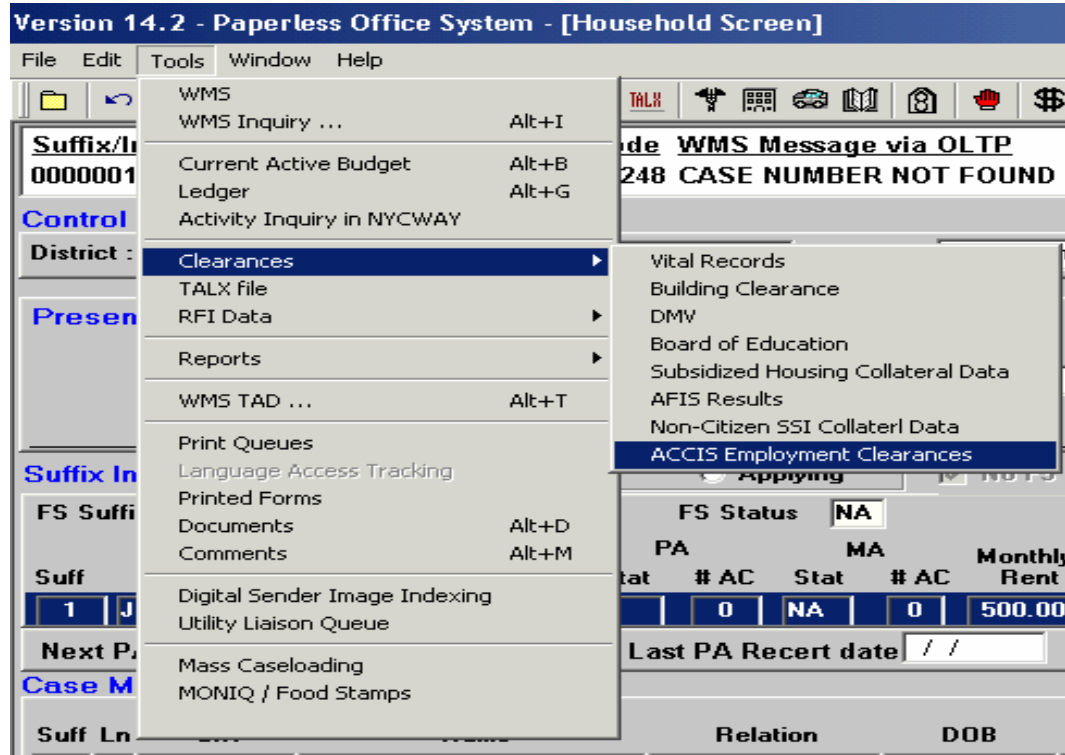 Version 14.2 - Paperless Office System - [Household Screen]
File Edit Tools Window Help
TALX 8 $
WMS
WMS Inquiry ... Alt+I
Current Active Budget Alt+B
Ledger Alt+G
Activity Inquiry in NYCWAY
Clearances
TALX file
RFI Data
Reports
WMS TAD ... Alt+T
Print Queues
Language Access Tracking
Printed Forms
Documents Alt+D
Comments Alt+M
Digital Sender Image Indexing
Utility Liaison Queue
Mass Caseloading
MONIQ / Food Stamps
Vital Records
Building Clearance
DMV
Board of Education
Subsidized Housing Collateral Data
AFIS Results
Non-Citizen SSI Collaterl Data
ACCIS Employment Clearances
Suffix/I WMS Message via OLTP
0000001 248 CASE NUMBER NOT FOUND
Control
District :
Presen
Suffix In Applying
FS Suffi FS Status NA
PA MA Monthly
Suff tat # AC Stat # AC Rent
1 J 0 NA 0 500.00
Next P Last PA Recert date / /
Case M
Suff Ln Relation DOB